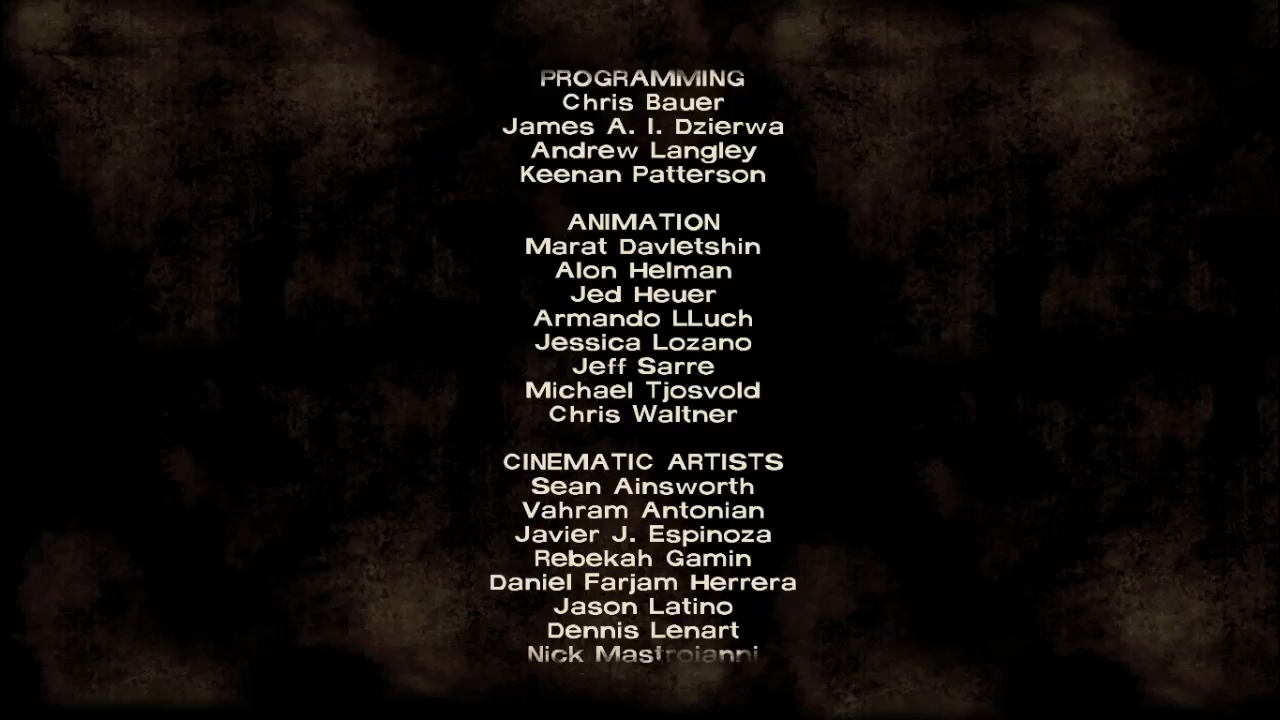 PROGRAMMING
Chris Bauer
James A. I. Dzierwa
Andrew Langley
Keenan Patterson
ANIMATION
Marat Davletshin
Alon Helman
Jed Heuer
Armando LLuch
Jessica Lozano
Jeff Sarre
Michael Tjosvold
Chris Waltner
CINEMATIC ARTISTS
Sean Ainsworth
Vahram Antonian
Javier J. Espinoza
Rebekah Gamin
Daniel Farjam Herrera
Jason Latino
Dennis Lenart
Nick Mastroianni